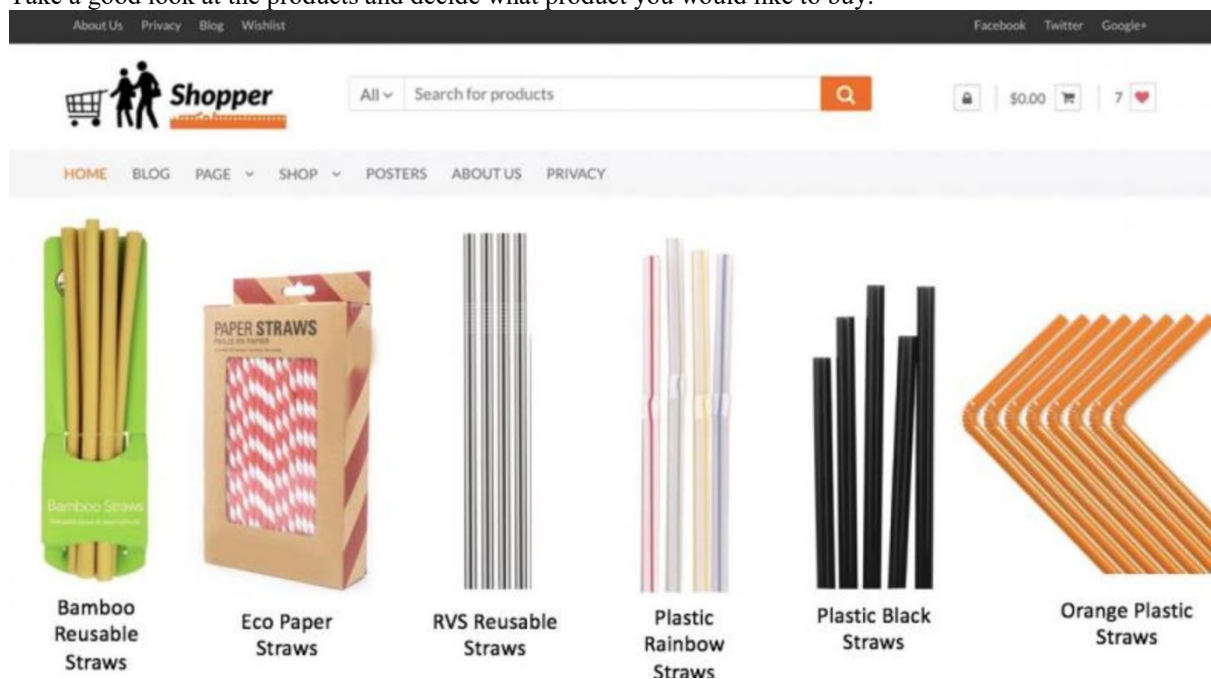 Take a good look at the products and decide what product you would like to buy.
About Us Privacy Blog Wishlist
Facebook Twitter Google+
Shopper
All Search for products
$0.00 7
HOME BLOG PAGE SHOP POSTERS ABOUT US PRIVACY
PAPER STRAWS
PAILLE EN PAPIER
Bamboo Straws
Bamboo
Reusable
Straws
Eco Paper
Straws
RVS Reusable
Straws
Plastic
Rainbow
Straws
Plastic Black
Straws
Orange Plastic
Straws